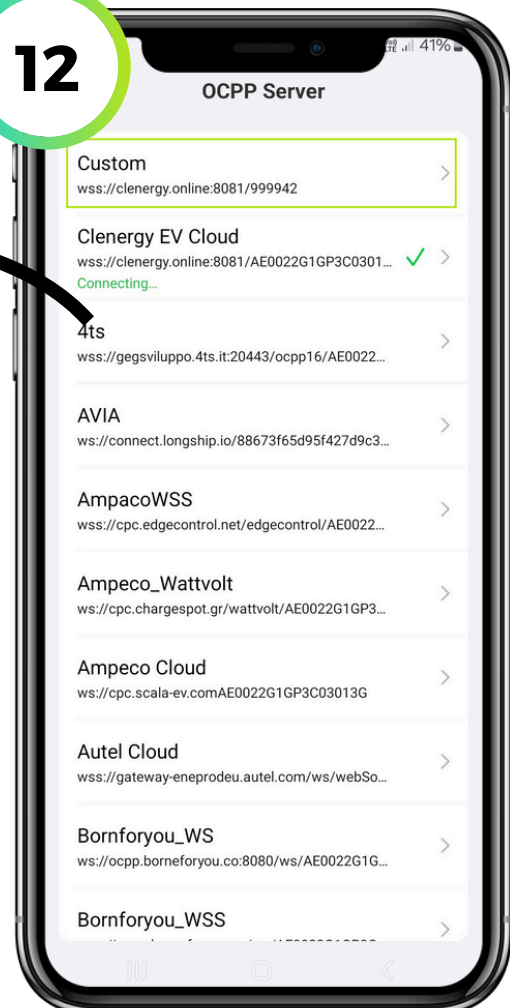 12
41%
OCPP Server
Custom
wss://clenergy.online:8081/999942
Clenergy EV Cloud
wss://clenergy.online:8081/AE0022G1GP3C0301...
Connecting...
4ts
wss://gegsviluppo.4ts.it:20443/ocpp16/AE0022...
AVIA
ws://connect.longship.io/88673f65d95f427d9c3...
AmpacoWSS
wss://cpc.edgecontrol.net/edgecontrol/AE0022...
Ampeco_Wattvolt
ws://cpc.chargespot.gr/wattvolt/AE0022G1GP3...
Ampeco Cloud
ws://cpc.scala-ev.comAE0022G1GP3C03013G
Autel Cloud
wss://gateway-eneprodeu.autel.com/ws/webSo...
Bornforyou_WS
ws://ocpp.borneforyou.co:8080/ws/AE0022G1G...
Bornforyou_WSS